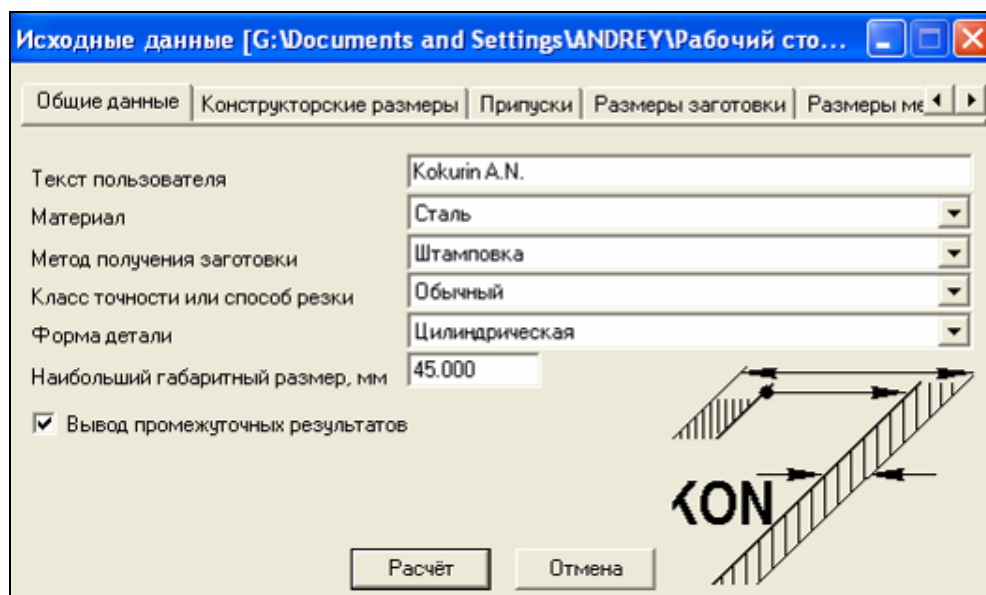 Исходные данные [G:\Documents and Settings\ANDREY\Рабочий сто...
Общие данные Конструкторские размеры Припуски Размеры заготовки Размеры ме
Текст пользователя Kokurin A.N.
Материал Сталь
Метод получения заготовки Штамповка
Класс точности или способ резки Обычный
Форма детали Цилиндрическая
Наибольший габаритный размер, мм 45.000
Вывод промежуточных результатов
KON
Расчёт Отмена